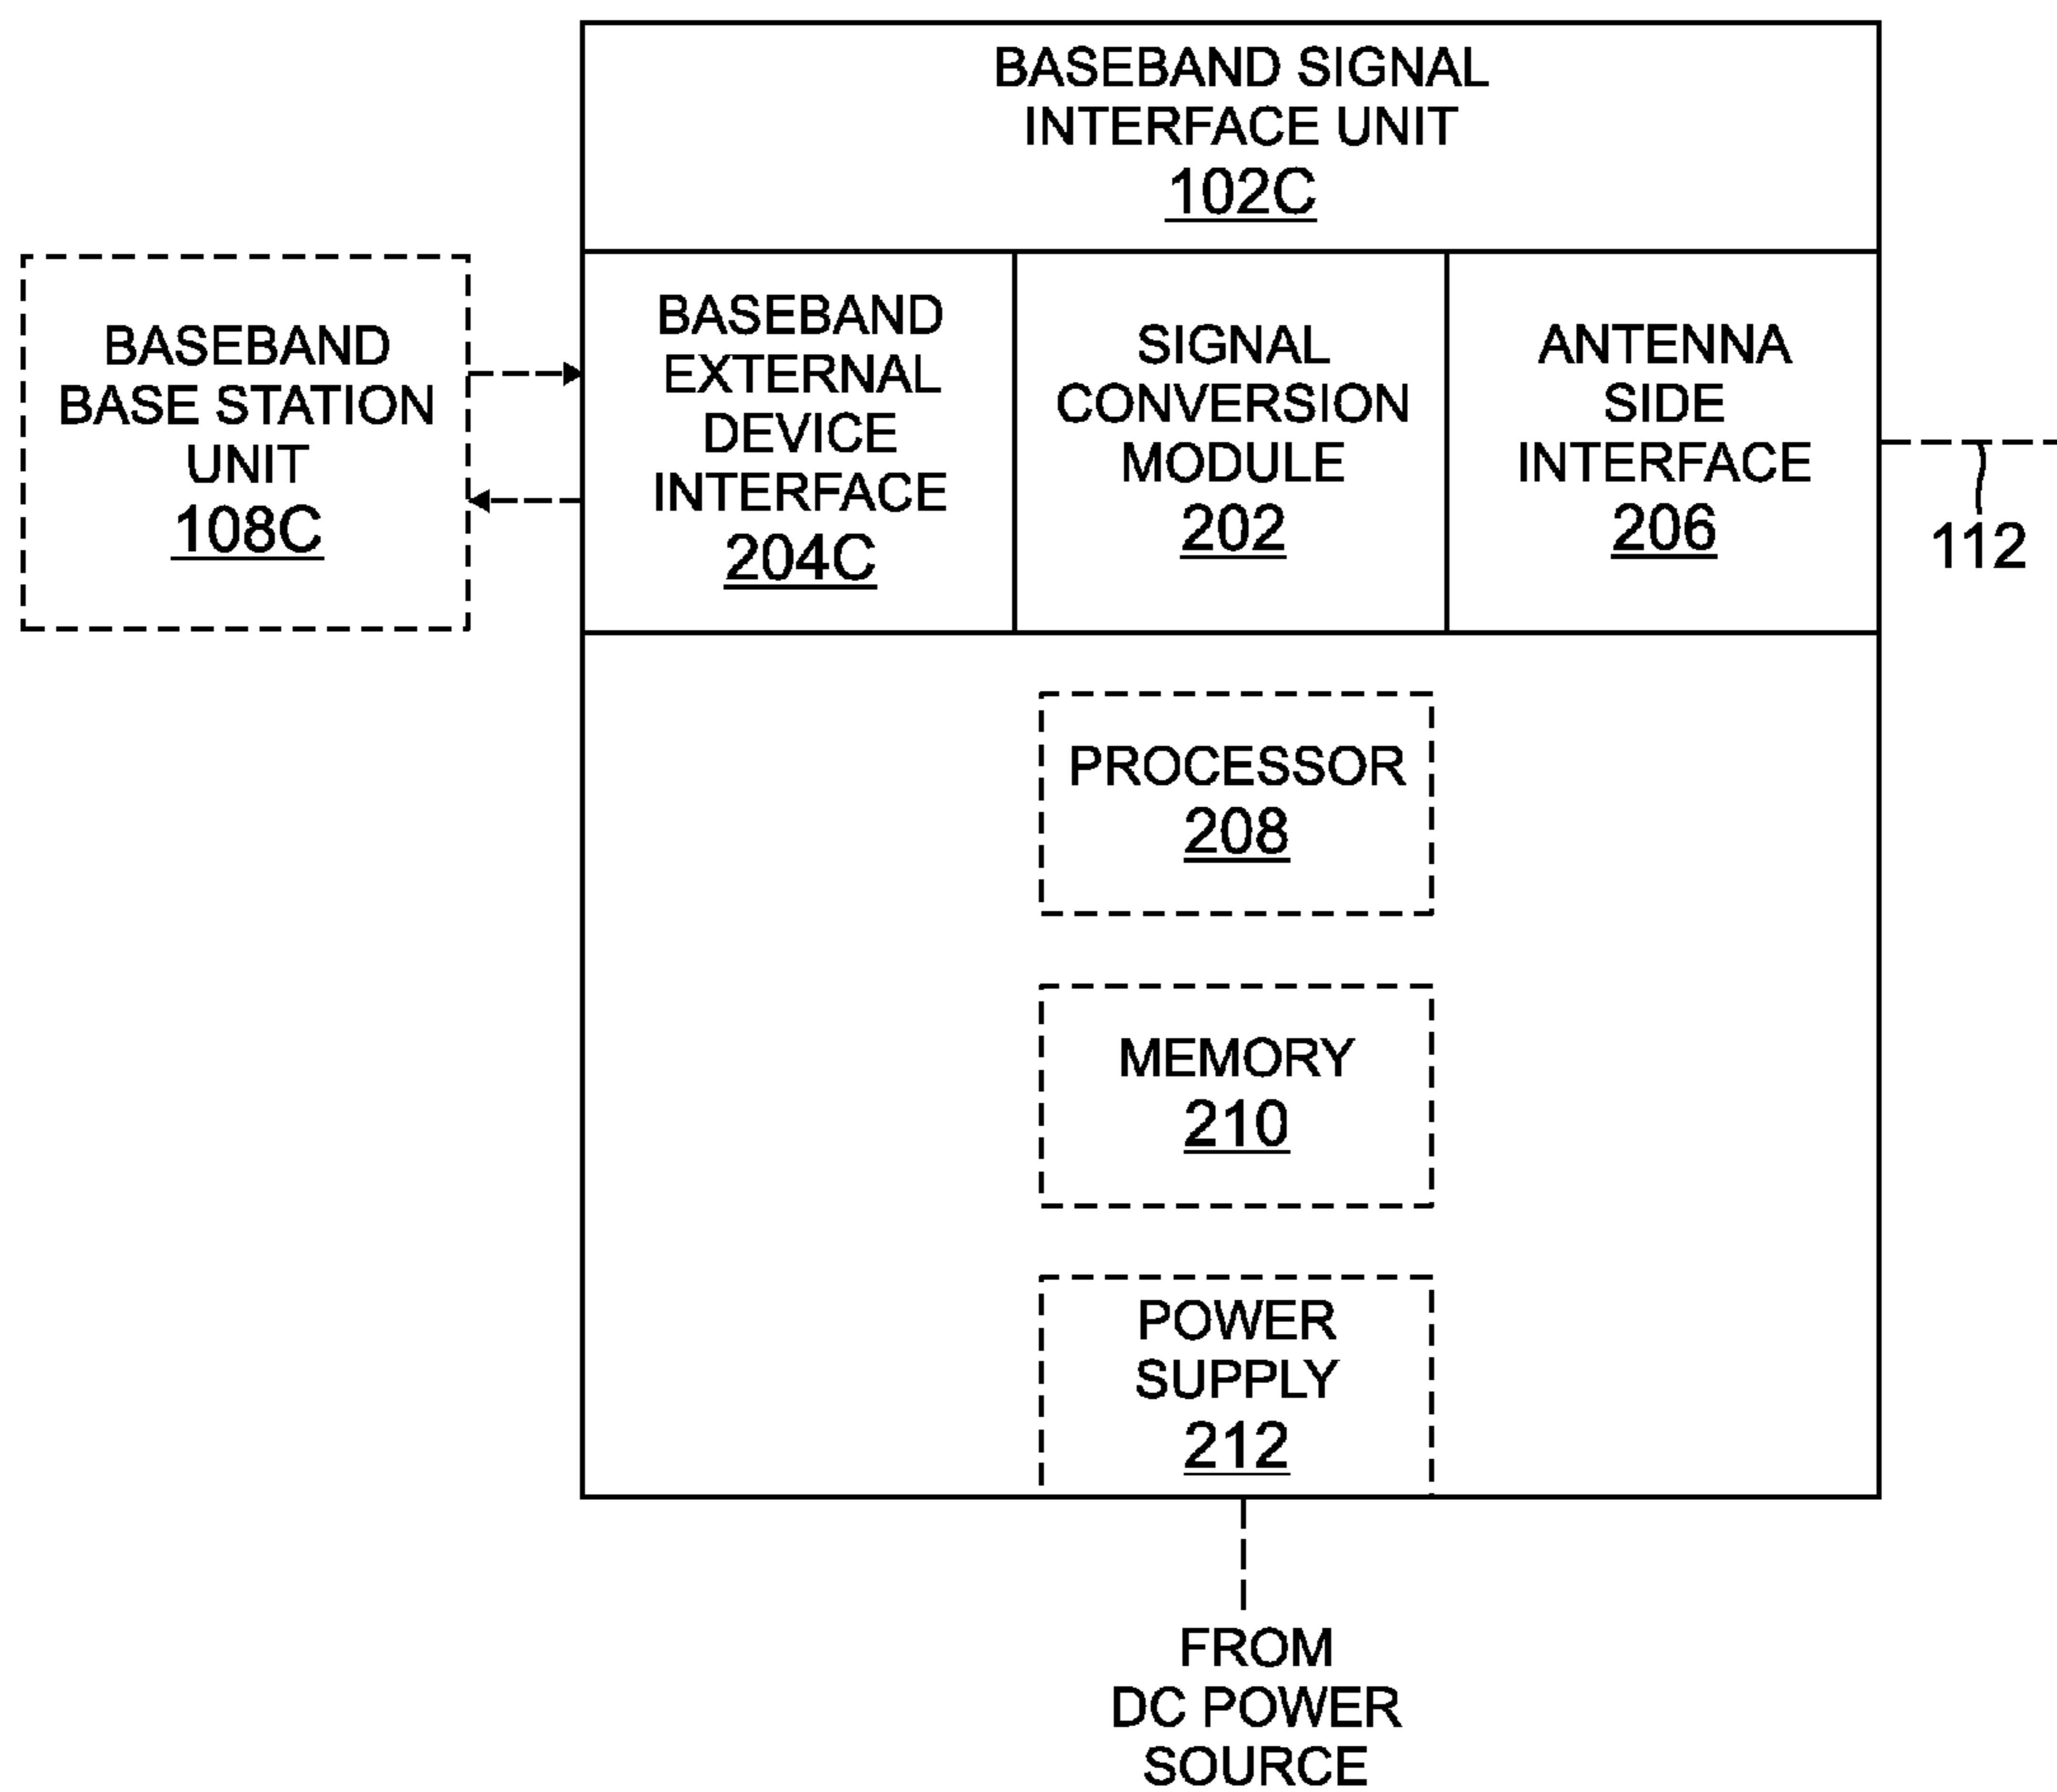 BASEBAND SIGNAL
INTERFACE UNIT
102C
BASEBAND
BASE STATION
UNIT
108C
BASEBAND
EXTERNAL
DEVICE
INTERFACE
204C
SIGNAL
CONVERSION
MODULE
202
ANTENNA
SIDE
INTERFACE
206
112
PROCESSOR
208
MEMORY
210
POWER
SUPPLY
212
FROM
DC POWER
SOURCE